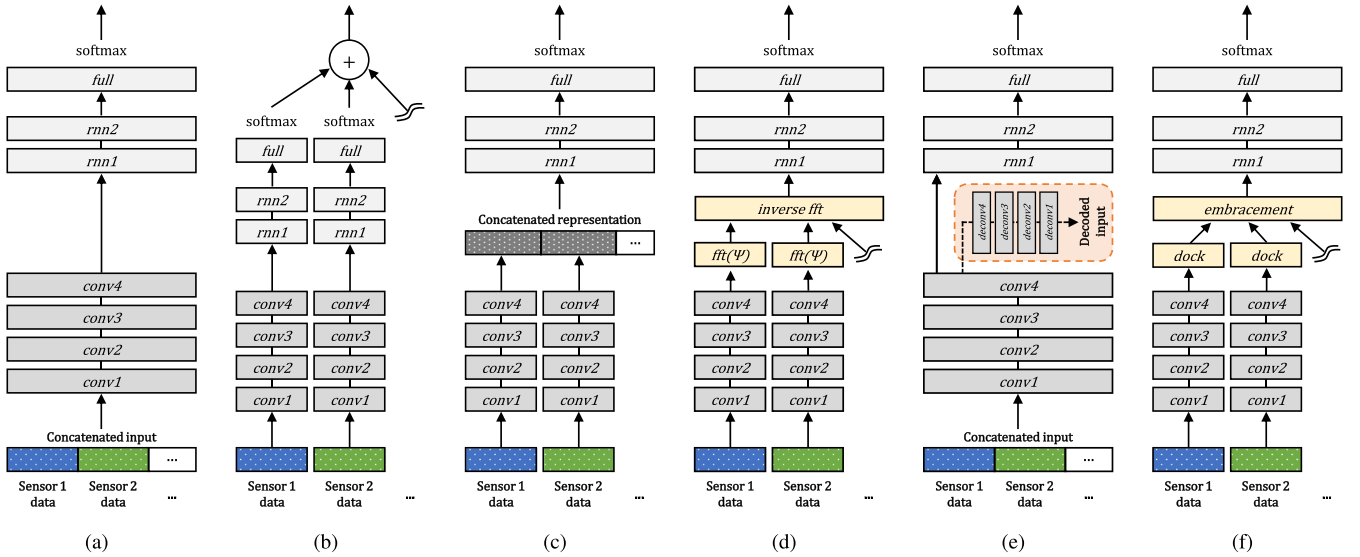 softmax
full
rnn2
rnn1
conv4
conv3
conv2
conv1
Concatenated input
...
Sensor 1
data
Sensor 2
data
...
(a)
+
softmax
softmax
full
full
rnn2
rnn2
rnn1
rnn1
conv4
conv4
conv3
conv3
conv2
conv2
conv1
conv1
Sensor 1
data
Sensor 2
data
...
(b)
softmax
full
rnn2
rnn1
Concatenated representation
...
conv4
conv4
conv3
conv3
conv2
conv2
conv1
conv1
Sensor 1
data
Sensor 2
data
...
(c)
softmax
full
rnn2
rnn1
inverse fft
fft(Ψ)
fft(Ψ)
conv4
conv4
conv3
conv3
conv2
conv2
conv1
conv1
Sensor 1
data
Sensor 2
data
...
(d)
softmax
full
rnn2
rnn1
deconv4
deconv3
deconv2
deconv1
Decoded
input
conv4
conv3
conv2
conv1
Concatenated input
...
Sensor 1
data
Sensor 2
data
...
(e)
softmax
full
rnn2
rnn1
embracement
dock
dock
conv4
conv4
conv3
conv3
conv2
conv2
conv1
conv1
Sensor 1
data
Sensor 2
data
...
(f)